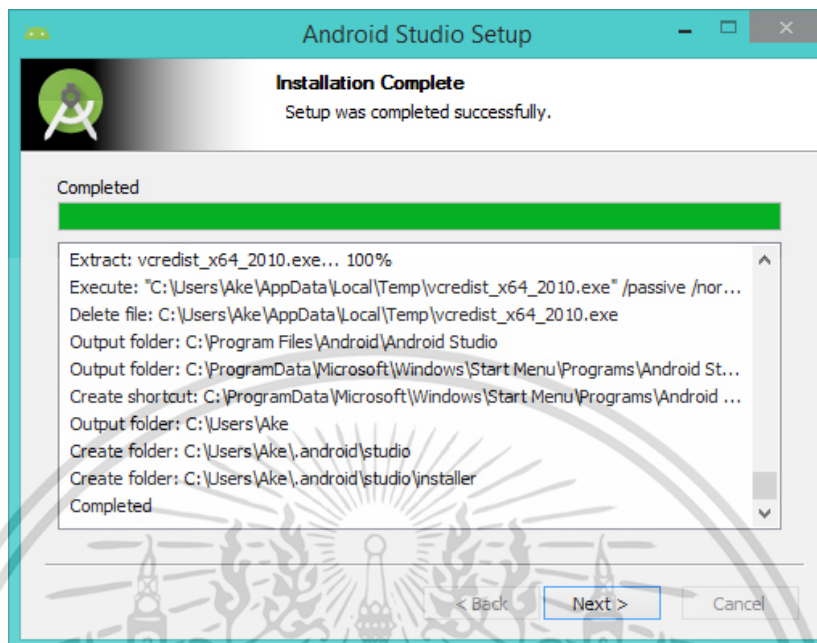 Android Studio Setup
Installation Complete
Setup was completed successfully.
Completed
Extract: vcredist_x64_2010.exe... 100%
Execute: "C:\Users\Ake\AppData\Local\Temp\vcredist_x64_2010.exe" /passive /nor...
Delete file: C:\Users\Ake\AppData\Local\Temp\vcredist_x64_2010.exe
Output folder: C:\Program Files\Android\Android Studio
Output folder: C:\ProgramData\Microsoft\Windows\Start Menu\Programs\Android St...
Create shortcut: C:\ProgramData\Microsoft\Windows\Start Menu\Programs\Android ...
Output folder: C:\Users\Ake
Create folder: C:\Users\Ake\.android\studio
Create folder: C:\Users\Ake\.android\studio\installer
Completed
< Back
Next >
Cancel